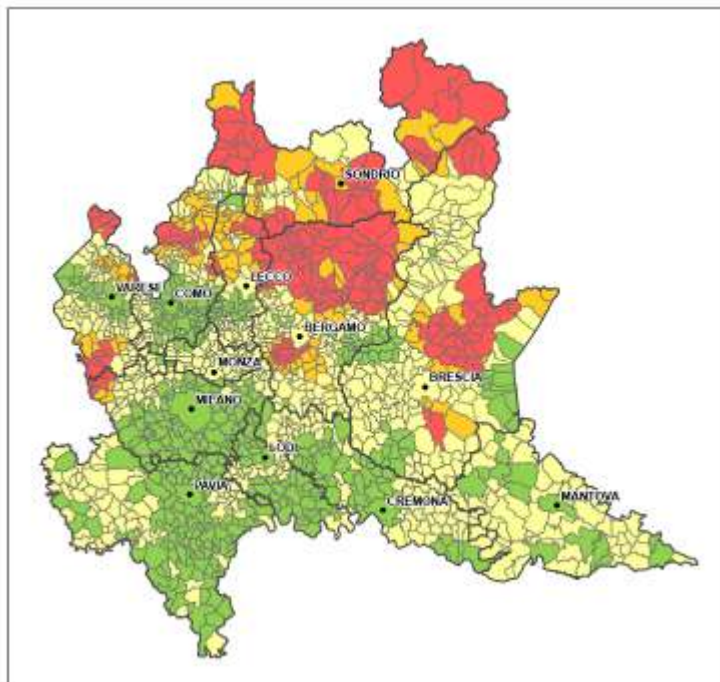 SONDRIO
LECCO
VARESE
COMO
BERGAMO
MONZA
BRESCIA
MILANO
LODI
PAVIA
CREMONA
MANTOVA